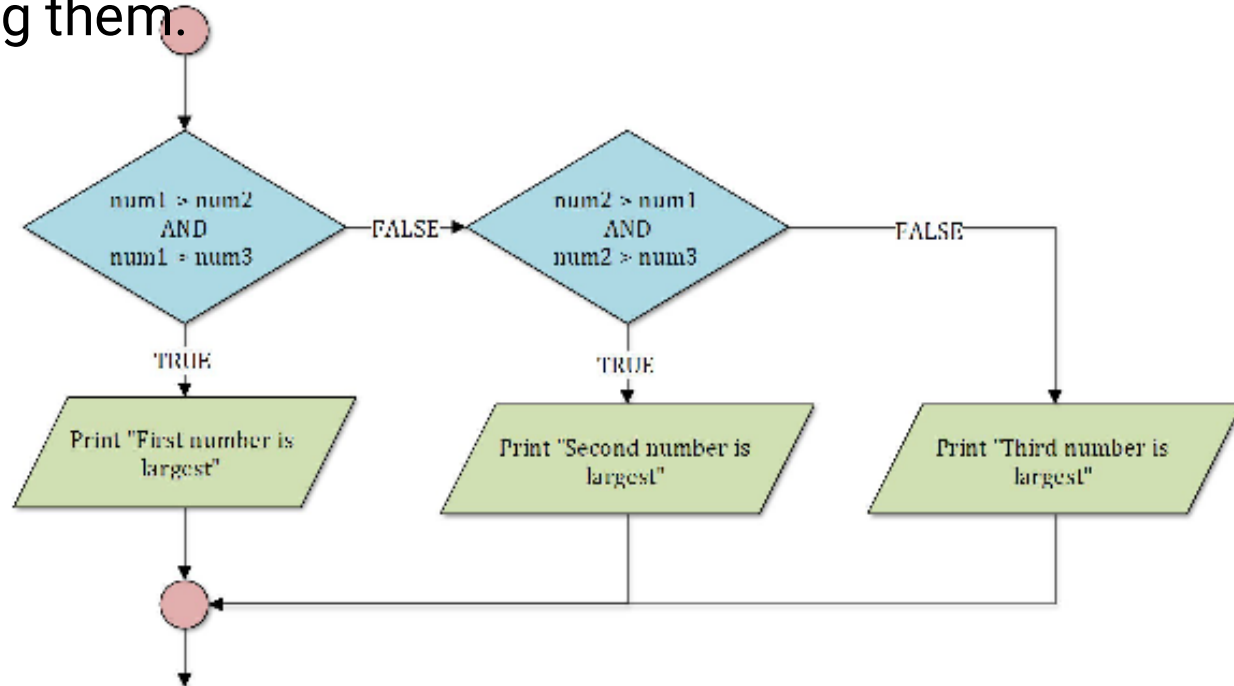 g them.
num1 > num2
AND
num1 > num3
FALSE
num2 > num1
AND
num2 > num3
FALSE
TRUE
TRUE
Print "First number is
largest"
Print "Second number is
largest"
Print "Third number is
largest"